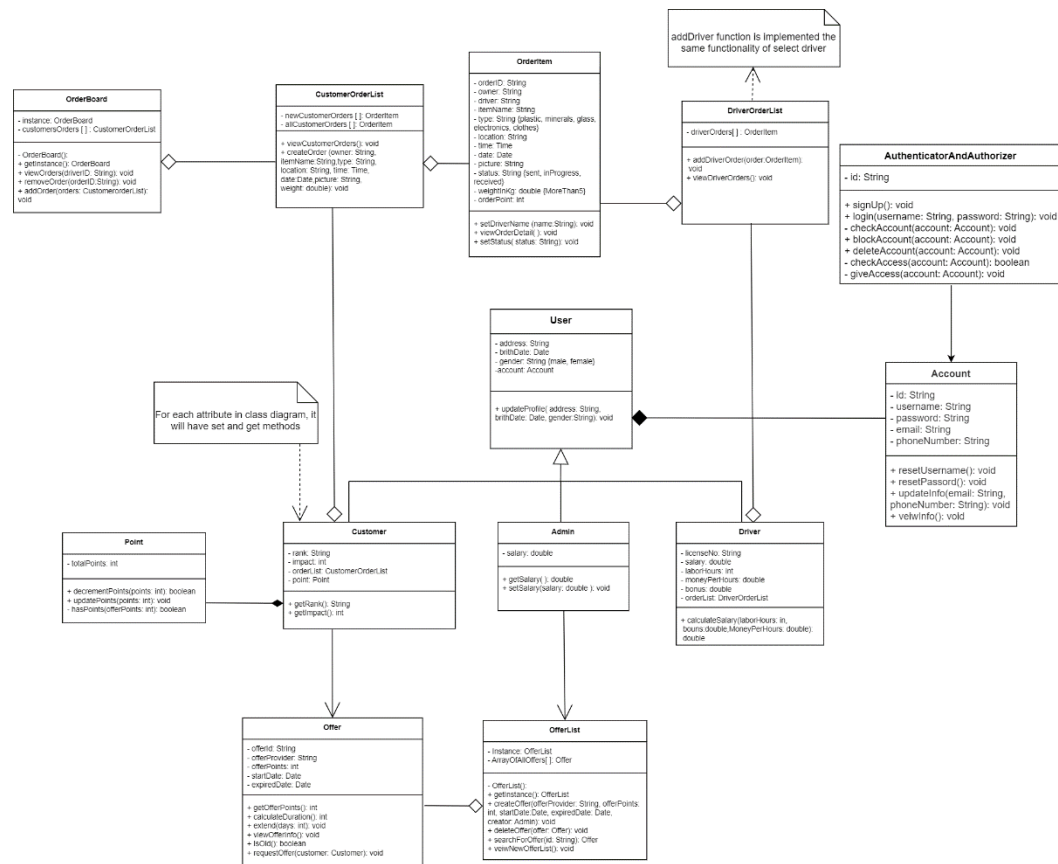 addDriver function is implemented the
same functionality of select driver
OrderBoard
- instance: OrderBoard
- customersOrders [ ] : CustomerOrderList
- OrderBoard():
+ getInstance(): OrderBoard
+ viewOrders(driverID: String): void
+ removeOrder(orderID:String): void
+ addOrder(orders: CustomerorderList):
void
CustomerOrderList
- newCustomerOrders [ ]: OrderItem
- allCustomerOrders [ ]: OrderItem
+ viewCustomerOrders(): void
+ createOrder (owner: String,
itemName:String,type: String,
location: String, time: Time,
date:Date,picture: String,
weight: double): void
OrderItem
- orderID: String
- owner: String
- driver: String
- itemName: String
- type: String {plastic, minerals, glass,
electronics, clothes}
- location: String
- time: Time
- date: Date
- picture: String
- status: String {sent, inProgress,
received}
- weightInKg: double {MoreThan5}
- orderPoint: int
+ setDriverName (name:String): void
+ viewOrderDetail( ): void
+ setStatus( status: String): void
DriverOrderList
- driverOrders[ ] : OrderItem
+ addDriverOrder(order:OrderItem):
void
+ viewDriverOrders(): void
AuthenticatorAndAuthorizer
- id: String
+ signUp(): void
+ login(username: String, password: String): void
- checkAccount(account: Account): void
+ blockAccount(account: Account): void
+ deleteAccount(account: Account): void
- checkAccess(account: Account): boolean
- giveAccess(account: Account): void
User
- address: String
- brithDate: Date
- gender: String {male, female}
-account: Account
+ updateProfile( address: String,
brithDate: Date, gender:String), void
Account
- id: String
- username: String
- password: String
- email: String
- phoneNumber: String
+ resetUsername(): void
+ resetPassord(): void
+ updateInfo(email: String,
phoneNumber: String): void
+ veiwInfo(): void
For each attribute in class diagram, it
will have set and get methods
Point
- totalPoints: int
+ decrementPoints(points: int): boolean
+ updatePoints(points: int): void
- hasPoints(offerPoints: int): boolean
Customer
- rank: String
- impact: int
- orderList: CustomerOrderList
- point: Point
+getRank(): String
+getImpact(): int
Admin
- salary: double
+ getSalary( ): double
+ setSalary(salary: double ): void
Driver
- licenseNo: String
- salary: double
- laborHours: int
- moneyPerHours: double
- bonus: double
- orderList: DriverOrderList
+calculateSalary(laborHours: in,
bouns:double,MoneyPerHours: double):
double
Offer
- offerId: String
- offerProvider: String
- offerPoints: int
- startDate: Date
- expiredDate: Date
+ getOfferPoints(): int
+ calculateDuration(): int
+ extend(days: int): void
+ viewOfferInfo(): void
+ isOld(): boolean
+ requestOffer(customer: Customer): void
OfferList
- Instance: OfferList
- ArrayOfAllOffers[ ]: Offer
- OfferList():
+ getInstance(): OfferList
+ createOffer(offerProvider: String, offerPoints:
int, startDate:Date, expiredDate: Date,
creator: Admin): void
+ deleteOffer(offer: Offer): void
+ searchForOffer(id: String): Offer
+ veiwNewOfferList(): void